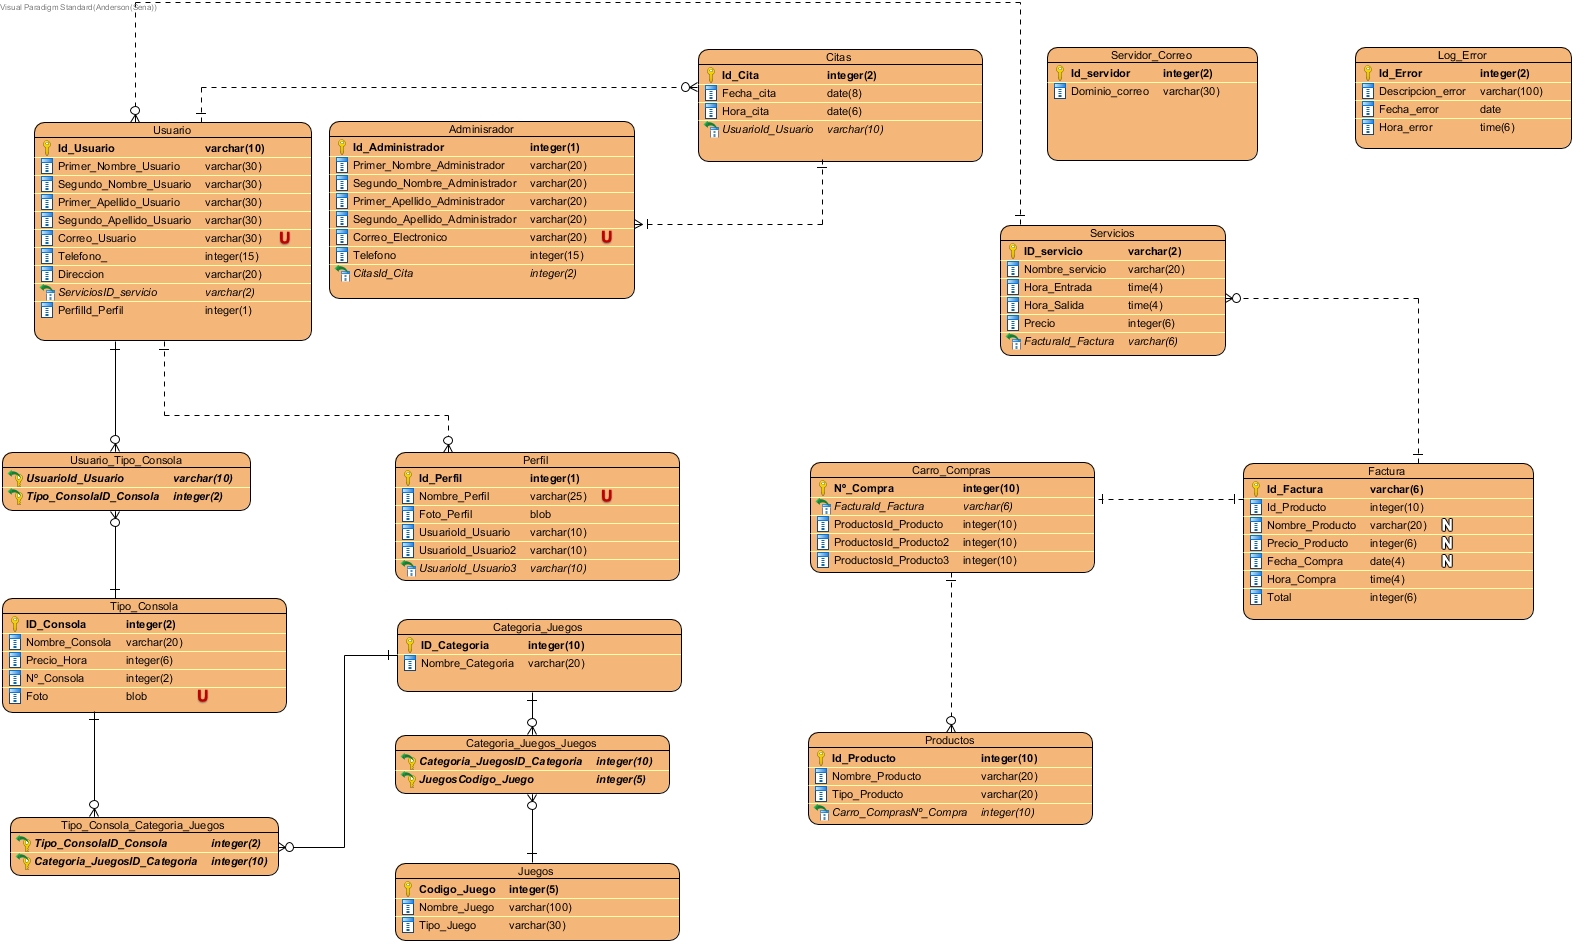 Visual Paradigm Standard(Anderson(Sena))
Usuario
Id_Usuario varchar(10)
Primer_Nombre_Usuario varchar(30)
Segundo_Nombre_Usuario varchar(30)
Primer_Apellido_Usuario varchar(30)
Segundo_Apellido_Usuario varchar(30)
Correo_Usuario varchar(30) U
Telefono_ integer(15)
Direccion varchar(20)
ServiciosID_servicio varchar(2)
PerfilId_Perfil integer(1)
Adminisrador
Id_Administrador integer(1)
Primer_Nombre_Administrador varchar(20)
Segundo_Nombre_Administrador varchar(20)
Primer_Apellido_Administrador varchar(20)
Segundo_Apellido_Administrador varchar(20)
Correo_Electronico varchar(20) U
Telefono integer(15)
CitasId_Cita integer(2)
Citas
Id_Cita integer(2)
Fecha_cita date(8)
Hora_cita date(6)
UsuarioId_Usuario varchar(10)
Servidor_Correo
Id_servidor integer(2)
Dominio_correo varchar(30)
Log_Error
Id_Error integer(2)
Descripcion_error varchar(100)
Fecha_error date
Hora_error time(6)
Servicios
ID_servicio varchar(2)
Nombre_servicio varchar(20)
Hora_Entrada time(4)
Hora_Salida time(4)
Precio integer(6)
FacturaId_Factura varchar(6)
Usuario_Tipo_Consola
UsuarioId_Usuario varchar(10)
Tipo_ConsolaID_Consola integer(2)
Perfil
Id_Perfil integer(1)
Nombre_Perfil varchar(25) U
Foto_Perfil blob
UsuarioId_Usuario varchar(10)
UsuarioId_Usuario2 varchar(10)
UsuarioId_Usuario3 varchar(10)
Carro_Compras
Nº_Compra integer(10)
FacturaId_Factura varchar(6)
ProductosId_Producto integer(10)
ProductosId_Producto2 integer(10)
ProductosId_Producto3 integer(10)
Factura
Id_Factura varchar(6)
Id_Producto integer(10)
Nombre_Producto varchar(20) N
Precio_Producto integer(6) N
Fecha_Compra date(4) N
Hora_Compra time(4)
Total integer(6)
Tipo_Consola
ID_Consola integer(2)
Nombre_Consola varchar(20)
Precio_Hora integer(6)
Nº_Consola integer(2)
Foto blob U
Categoria_Juegos
ID_Categoria integer(10)
Nombre_Categoria varchar(20)
Categoria_Juegos_Juegos
Categoria_JuegosID_Categoria integer(10)
JuegosCodigo_Juego integer(5)
Productos
Id_Producto integer(10)
Nombre_Producto varchar(20)
Tipo_Producto varchar(20)
Carro_ComprasNº_Compra integer(10)
Tipo_Consola_Categoria_Juegos
Tipo_ConsolaID_Consola integer(2)
Categoria_JuegosID_Categoria integer(10)
Juegos
Codigo_Juego integer(5)
Nombre_Juego varchar(100)
Tipo_Juego varchar(30)